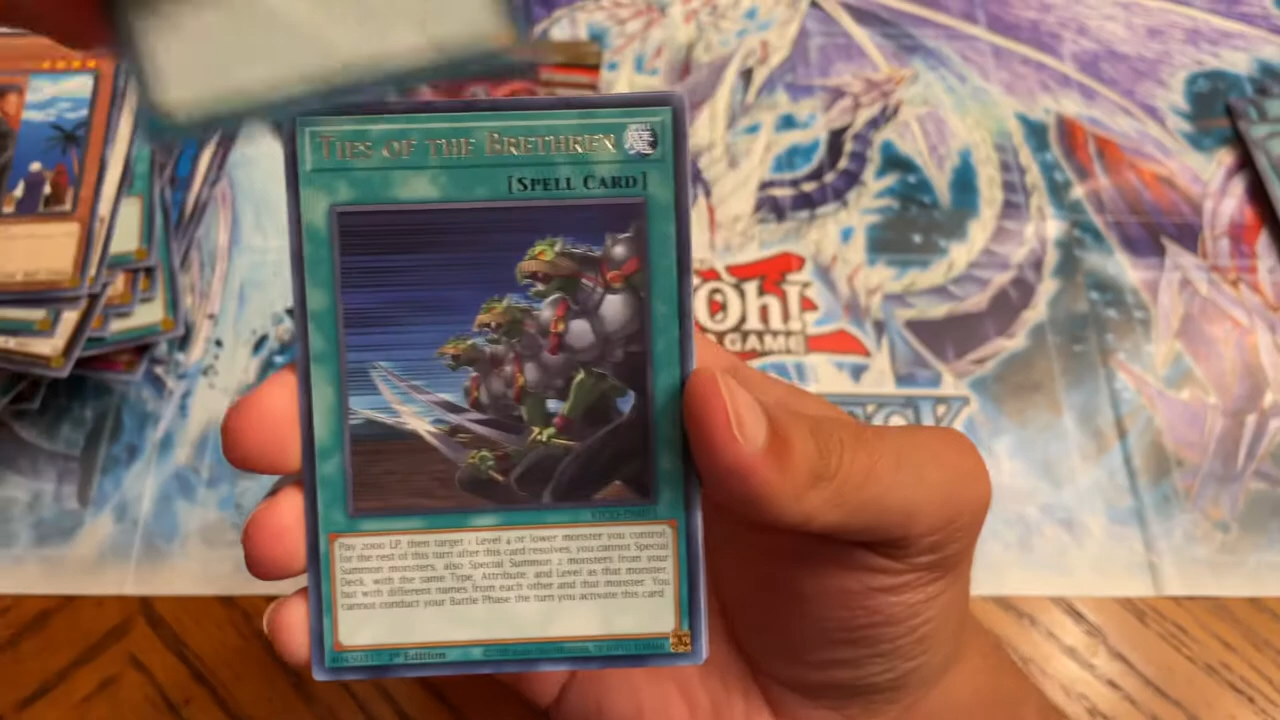 TIES OF THE BRETHREN
SPELL
魔
[SPELL CARD]
Pay 2000 LP, then target 1 Level 4 or lower monster you control;
for the rest of this turn after this card resolves, you cannot Special
Summon monsters, also Special Summon 2 monsters from your
Deck, with the same Type, Attribute, and Level as that monster,
but with different names from each other and that monster. You
cannot conduct your Battle Phase the turn you activate this card.
1st Edition
OH!
GAME